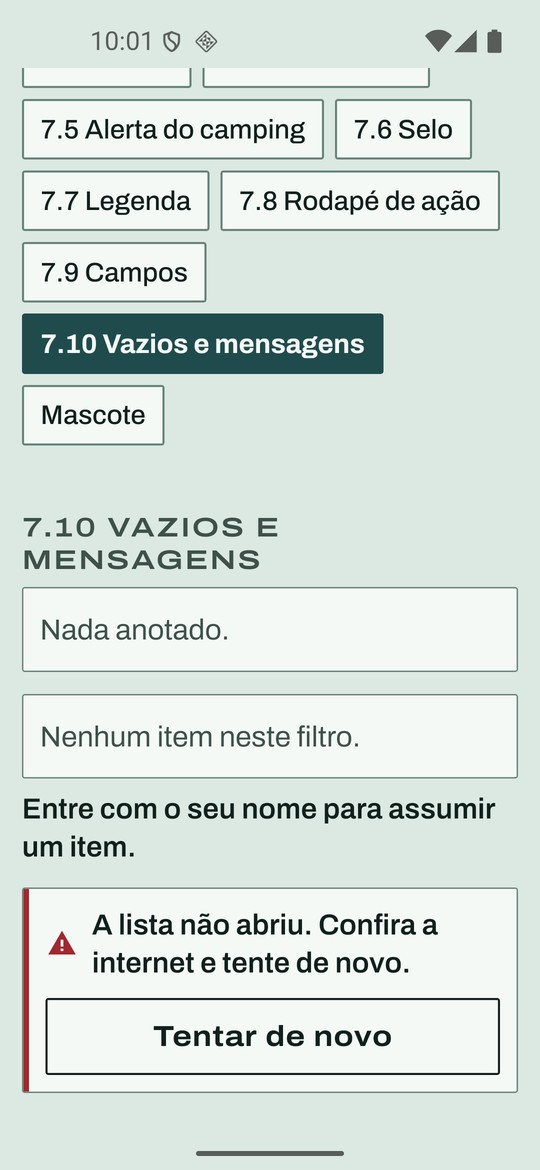 10:01
7.5 Alerta do camping
7.6 Selo
7.7 Legenda
7.8 Rodapé de ação
7.9 Campos
7.10 Vazios e mensagens
Mascote
7.10 VAZIOS E
MENSAGENS
Nada anotado.
Nenhum item neste filtro.
Entre com o seu nome para assumir
um item.
A lista não abriu. Confira a
internet e tente de novo.
Tentar de novo